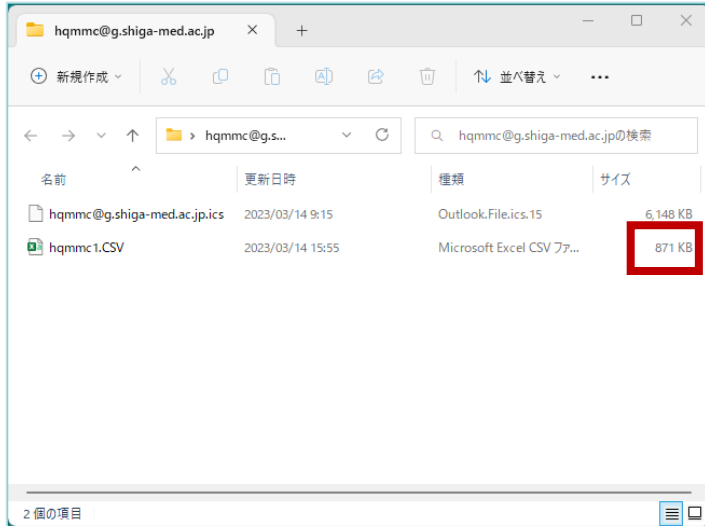 hqmmc@g.shiga-med.ac.jp
新規作成
並べ替え
hqmmc@g.s...
hqmmc@g.shiga-med.ac.jpの検索
名前 更新日時 種類 サイズ
hqmmc@g.shiga-med.ac.jp.ics 2023/03/14 9:15 Outlook.File.ics.15 6,148 KB
hqmmc1.CSV 2023/03/14 15:55 Microsoft Excel CSV ファ... 871 KB
2 個の項目